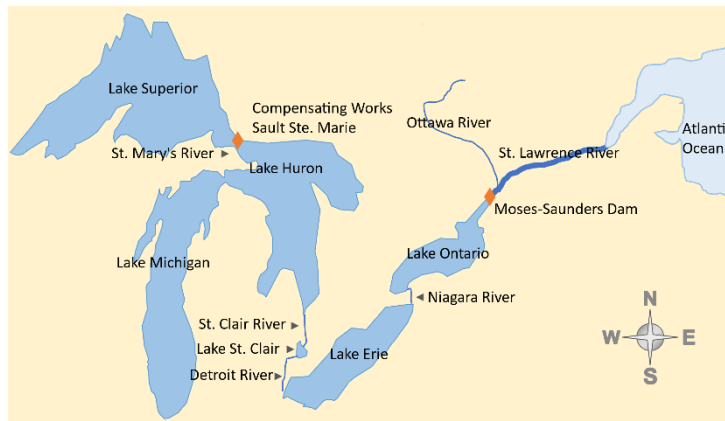 Lake Superior
Compensating Works
Sault Ste. Marie
Ottawa River
Atlanti
Ocean
St. Mary's River
St. Lawrence River
Lake Huron
Moses-Saunders Dam
Lake Michigan
Lake Ontario
Niagara River
N
St. Clair River
W
E
Lake St. Clair
Lake Erie
Detroit River
S